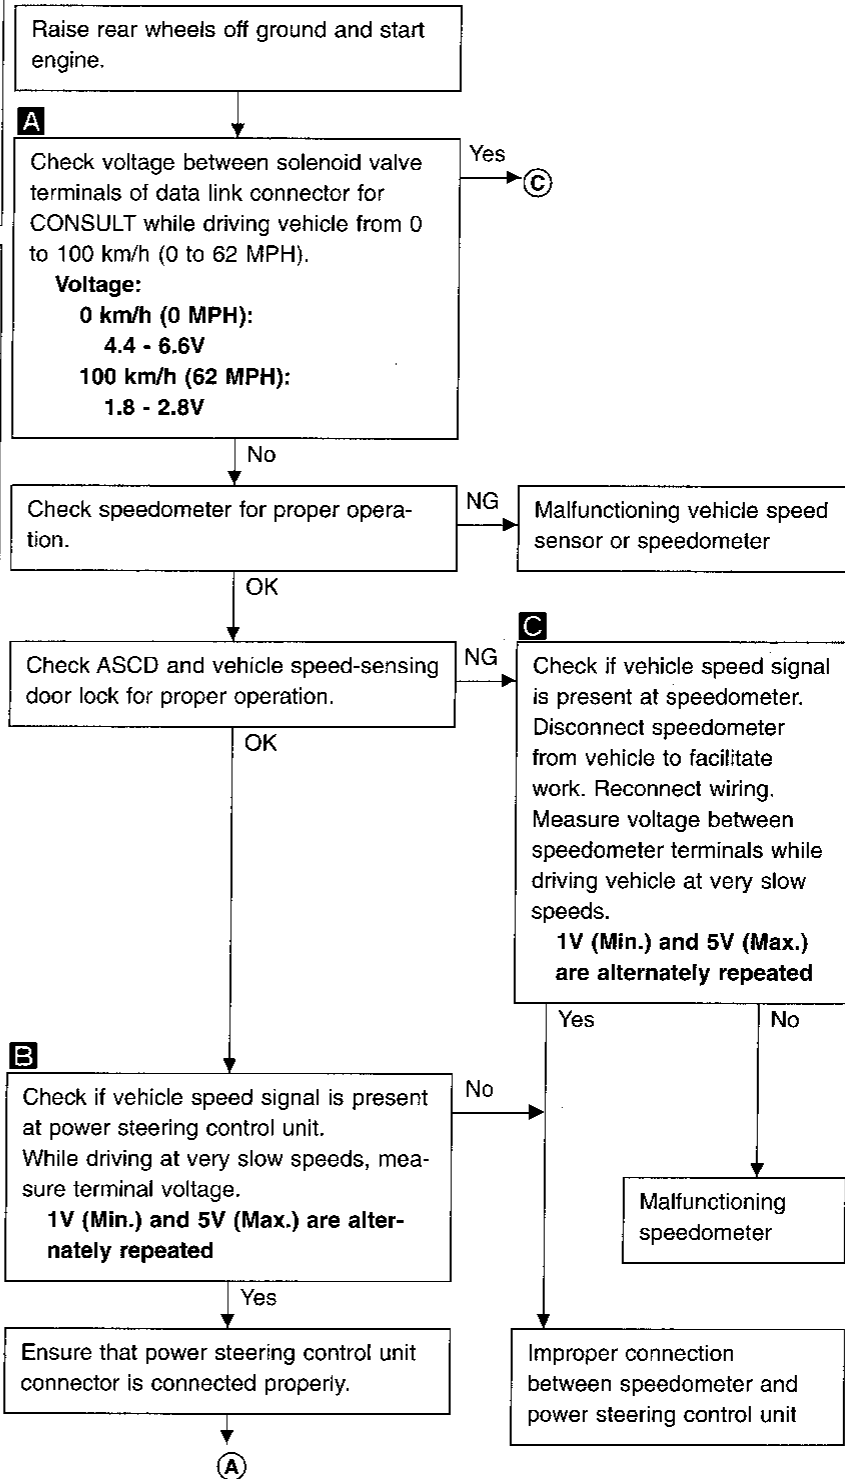 Raise rear wheels off ground and start
engine.
A
Check voltage between solenoid valve
terminals of data link connector for
CONSULT while driving vehicle from 0
to 100 km/h (0 to 62 MPH).
Voltage:
0 km/h (0 MPH):
4.4 - 6.6V
100 km/h (62 MPH):
1.8 - 2.8V
Yes
C
No
Check speedometer for proper opera-
tion.
NG
Malfunctioning vehicle speed
sensor or speedometer
OK
Check ASCD and vehicle speed-sensing
door lock for proper operation.
NG
C
Check if vehicle speed signal
is present at speedometer.
Disconnect speedometer
from vehicle to facilitate
work. Reconnect wiring.
Measure voltage between
speedometer terminals while
driving vehicle at very slow
speeds.
1V (Min.) and 5V (Max.)
are alternately repeated
OK
Yes
No
B
Check if vehicle speed signal is present
at power steering control unit.
While driving at very slow speeds, mea-
sure terminal voltage.
1V (Min.) and 5V (Max.) are alter-
nately repeated
No
Malfunctioning
speedometer
Yes
Ensure that power steering control unit
connector is connected properly.
Improper connection
between speedometer and
power steering control unit
A